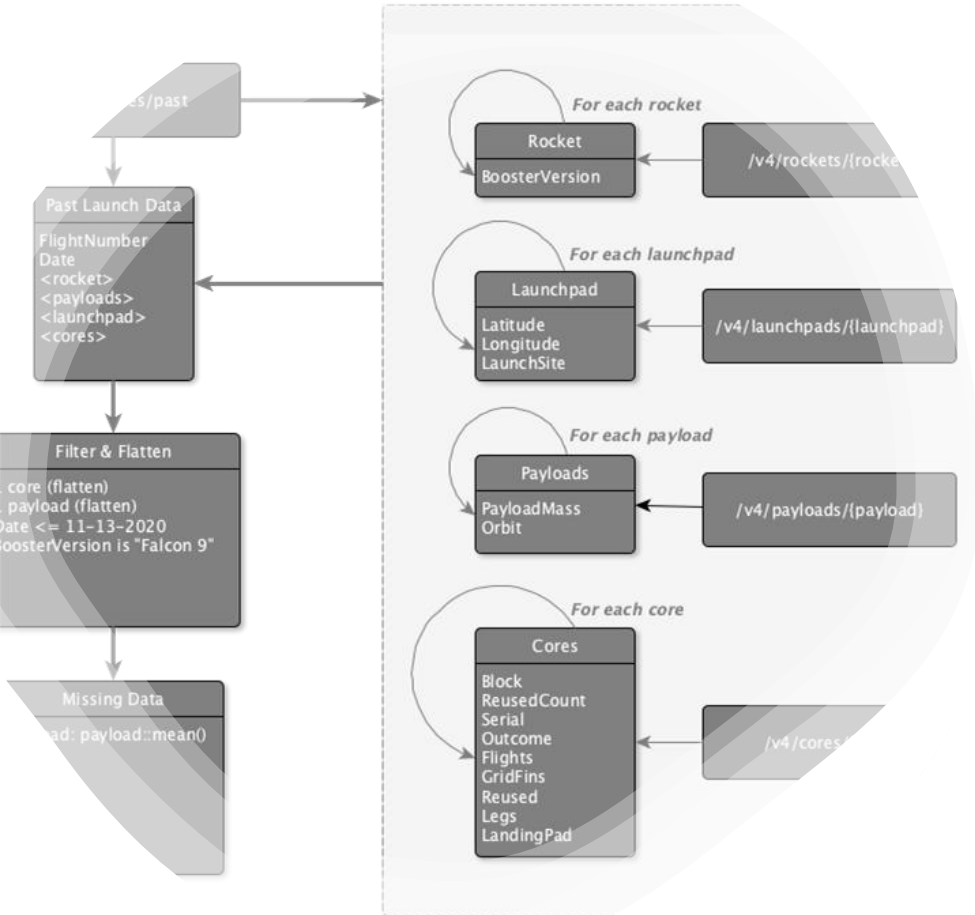 es/past
Past Launch Data
FlightNumber
Date
<rocket>
<payloads>
<launchpad>
<cores>
Filter & Flatten
core (flatten)
payload (flatten)
Date <= 11-13-2020
BoosterVersion is "Falcon 9"
Missing Data
ad: payload::mean()
For each rocket
Rocket
BoosterVersion
/v4/rockets/{rocke
For each launchpad
Launchpad
Latitude
Longitude
LaunchSite
/v4/launchpads/{launchpad}
For each payload
Payloads
PayloadMass
Orbit
/v4/payloads/{payload}
For each core
Cores
Block
ReusedCount
Serial
Outcome
Flights
GridFins
Reused
Legs
LandingPad
/v4/cores/